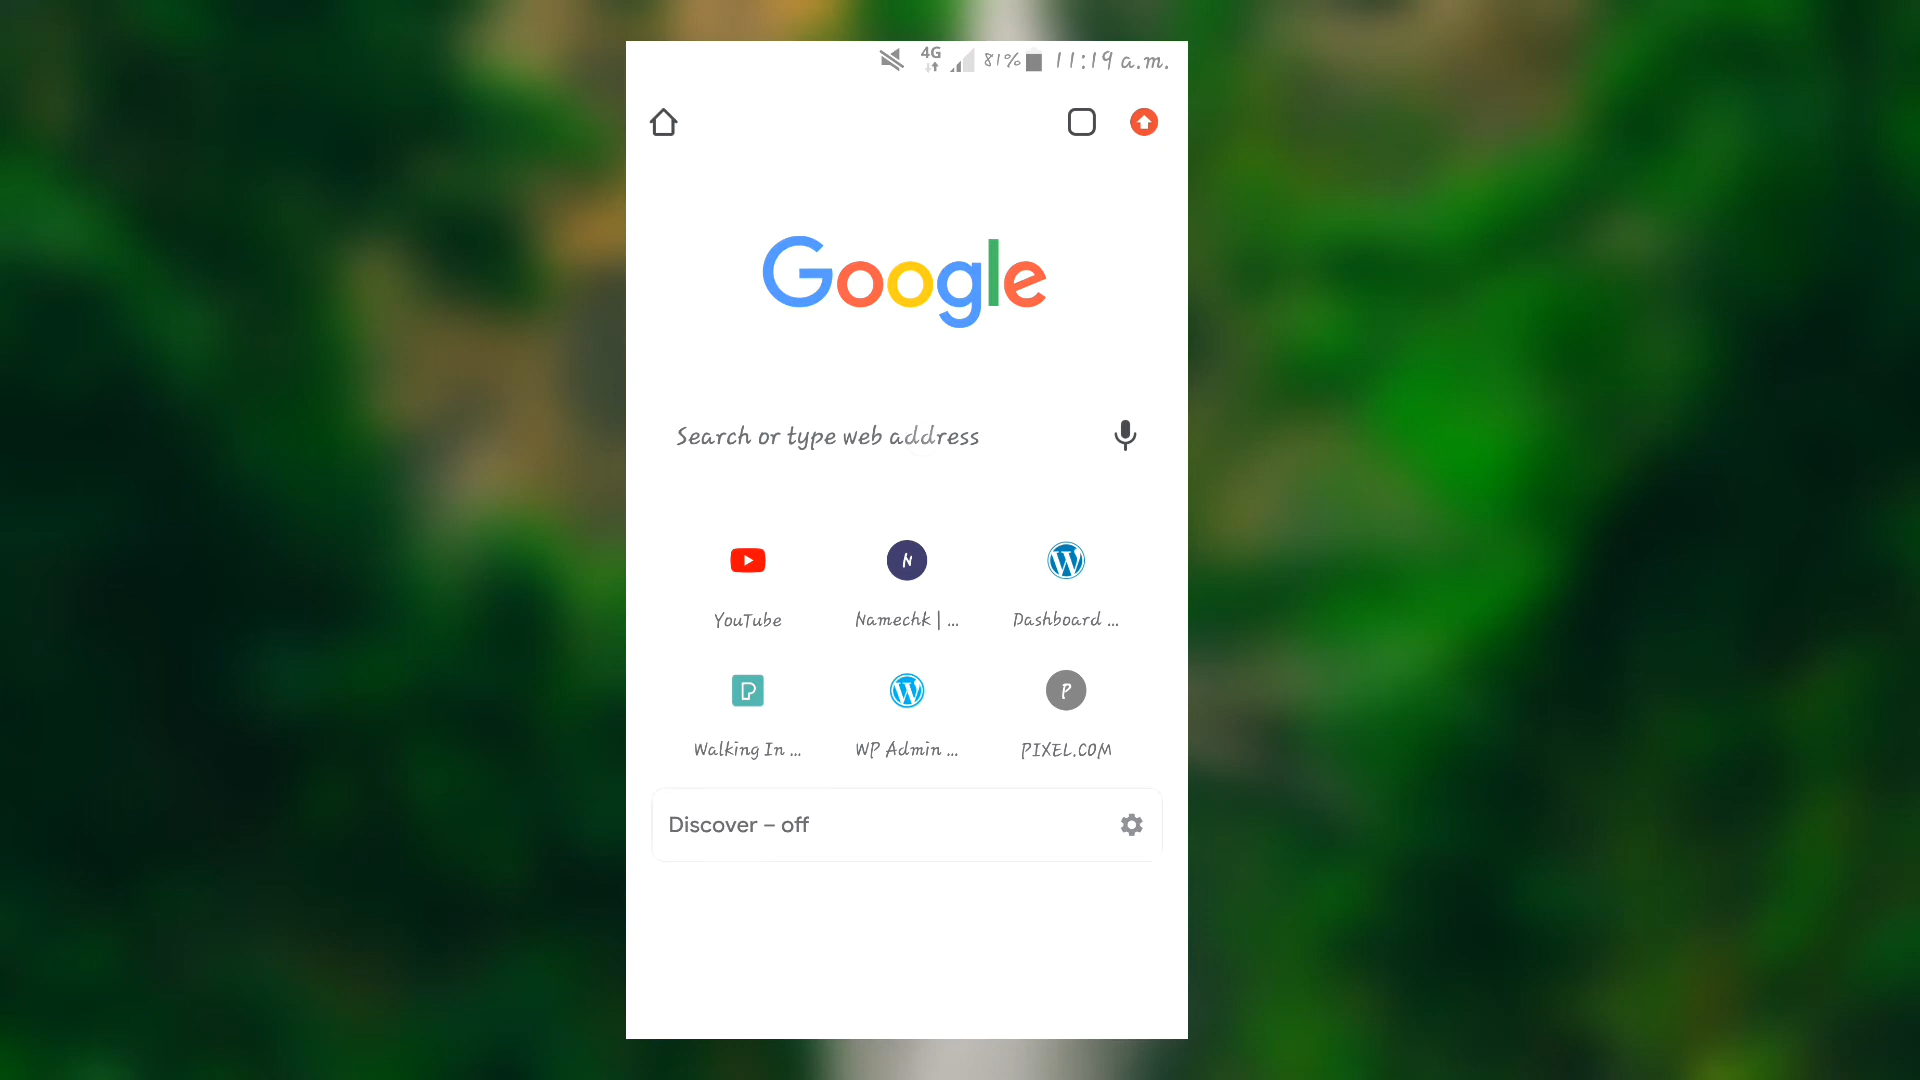 4G 81% 11:19 a.m.
Google
Search or type web address
YouTube Namechk | ... Dashboard ...
N
Walking In ... WP Admin ... PIXEL.COM
P
Discover – off